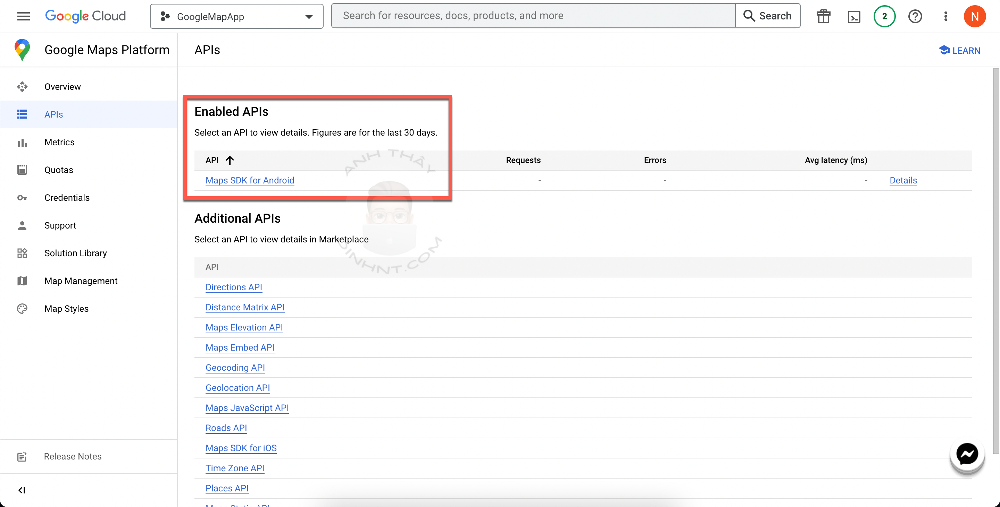 Google Cloud
GoogleMapApp
Search for resources, docs, products, and more
Search
2
N
Google Maps Platform
APIs
LEARN
Overview
APIs
Metrics
Quotas
Credentials
Support
Solution Library
Map Management
Map Styles
Release Notes
Enabled APIs
Select an API to view details. Figures are for the last 30 days.
API Requests Errors Avg latency (ms)
Maps SDK for Android - - - Details
ANH THẦY
DINHNT.COM
Additional APIs
Select an API to view details in Marketplace
API
Directions API
Distance Matrix API
Maps Elevation API
Maps Embed API
Geocoding API
Geolocation API
Maps JavaScript API
Roads API
Maps SDK for iOS
Time Zone API
Places API
Maps Static API